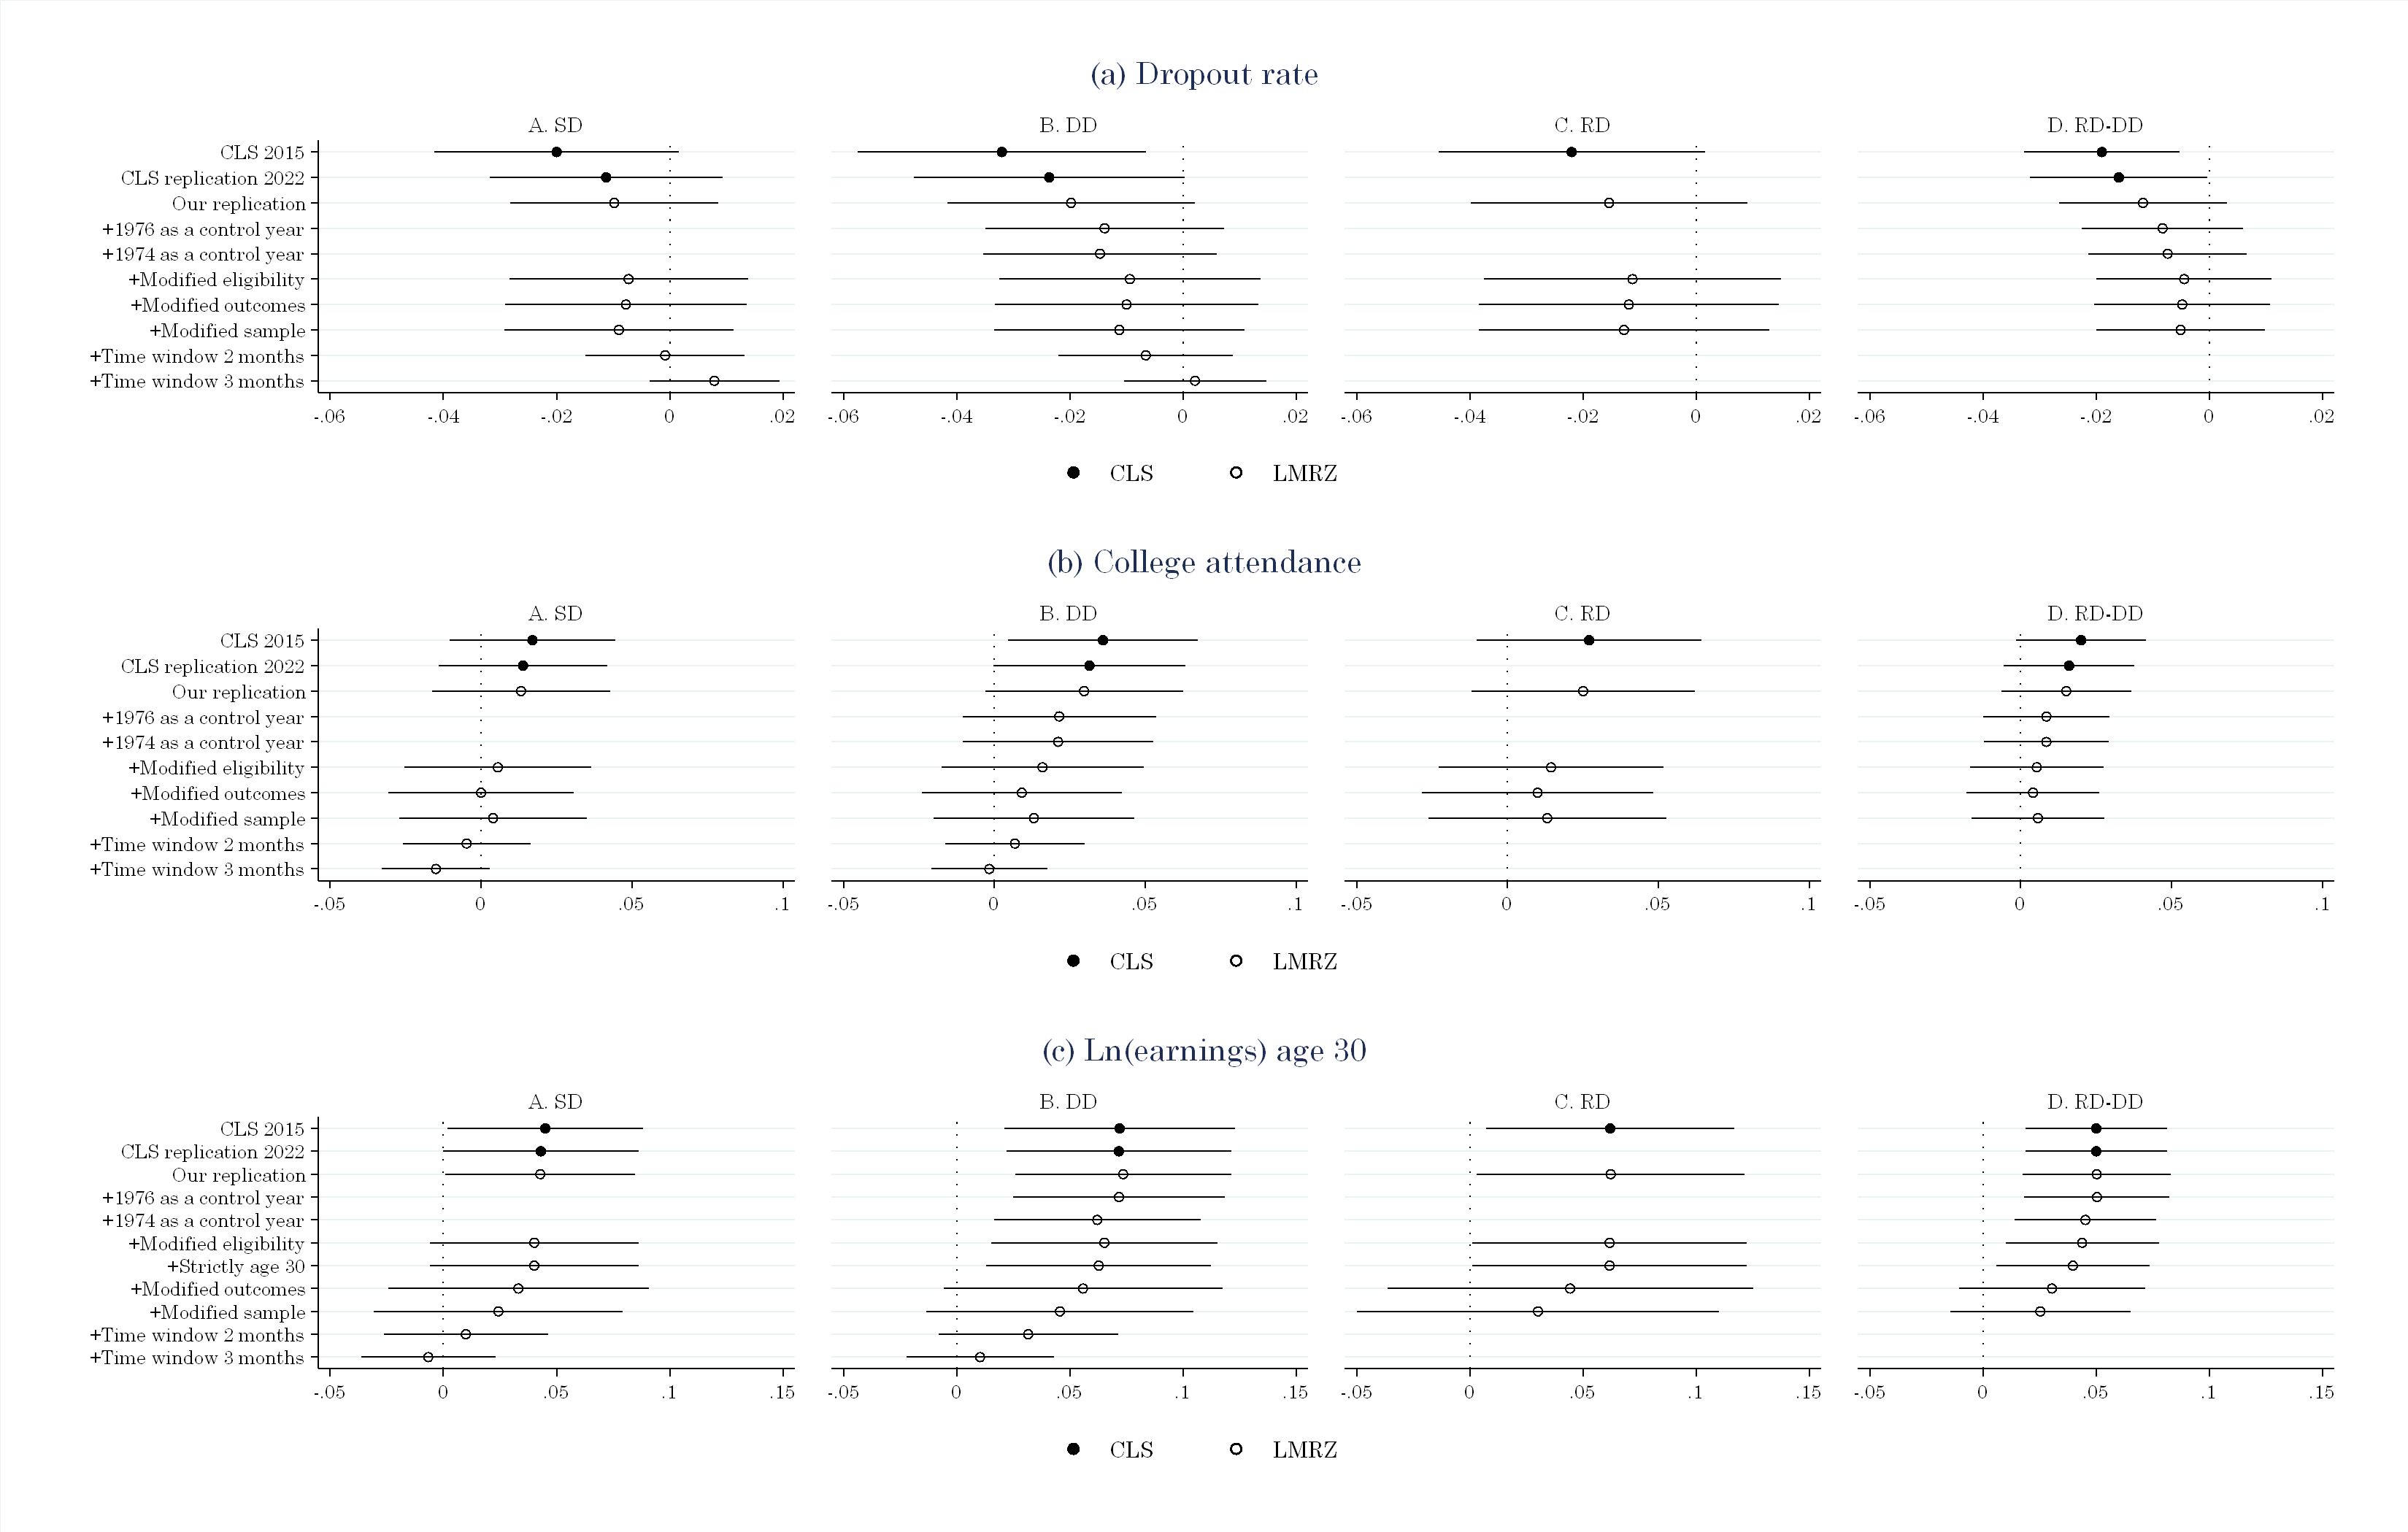 (a) Dropout rate
A. SD B. DD C. RD D. RD-DD
CLS 2015
CLS replication 2022
Our replication
+1976 as a control year
+1974 as a control year
+Modified eligibility
+Modified outcomes
+Modified sample
+Time window 2 months
+Time window 3 months
-.06 -.04 -.02 0 .02 -.06 -.04 -.02 0 .02 -.06 -.04 -.02 0 .02 -.06 -.04 -.02 0 .02
CLS LMRZ
(b) College attendance
A. SD B. DD C. RD D. RD-DD
CLS 2015
CLS replication 2022
Our replication
+1976 as a control year
+1974 as a control year
+Modified eligibility
+Modified outcomes
+Modified sample
+Time window 2 months
+Time window 3 months
-.05 0 .05 .1 -.05 0 .05 .1 -.05 0 .05 .1 -.05 0 .05 .1
CLS LMRZ
(c) Ln(earnings) age 30
A. SD B. DD C. RD D. RD-DD
CLS 2015
CLS replication 2022
Our replication
+1976 as a control year
+1974 as a control year
+Modified eligibility
+Strictly age 30
+Modified outcomes
+Modified sample
+Time window 2 months
+Time window 3 months
-.05 0 .05 .1 .15 -.05 0 .05 .1 .15 -.05 0 .05 .1 .15 -.05 0 .05 .1 .15
CLS LMRZ